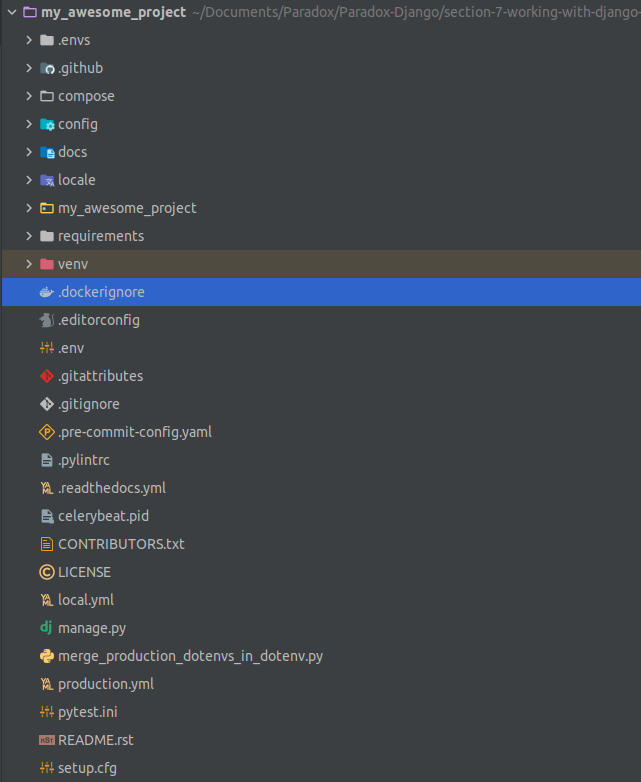 my_awesome_project ~/Documents/Paradox/Paradox-Django/section-7-working-with-django-
.envs
.github
compose
config
docs
locale
my_awesome_project
requirements
venv
.dockerignore
.editorconfig
.env
.gitattributes
.gitignore
.pre-commit-config.yaml
.pylintrc
.readthedocs.yml
celerybeat.pid
CONTRIBUTORS.txt
LICENSE
local.yml
manage.py
merge_production_dotenvs_in_dotenv.py
production.yml
pytest.ini
README.rst
setup.cfg